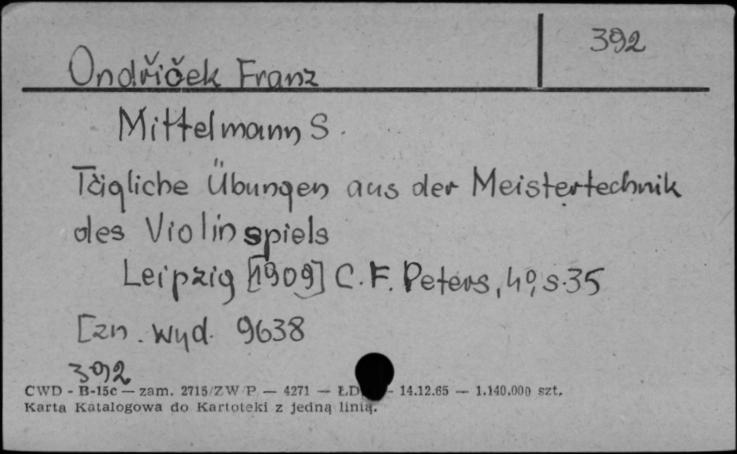 392
Ondřiček Franz
Mittelmann S.
Tägliche Übungen aus der Meistertechnik
des Violinspiels
Leipzig [1909] C. F. Peters, 4º, s. 35
[zn. wyd. 9638
392
CWD - B-15c — zam. 2715/ZW P — 4271 — - 14.12.65 — 1.140.000 szt.
Karta Katalogowa do Kartoteki z jedną linią.